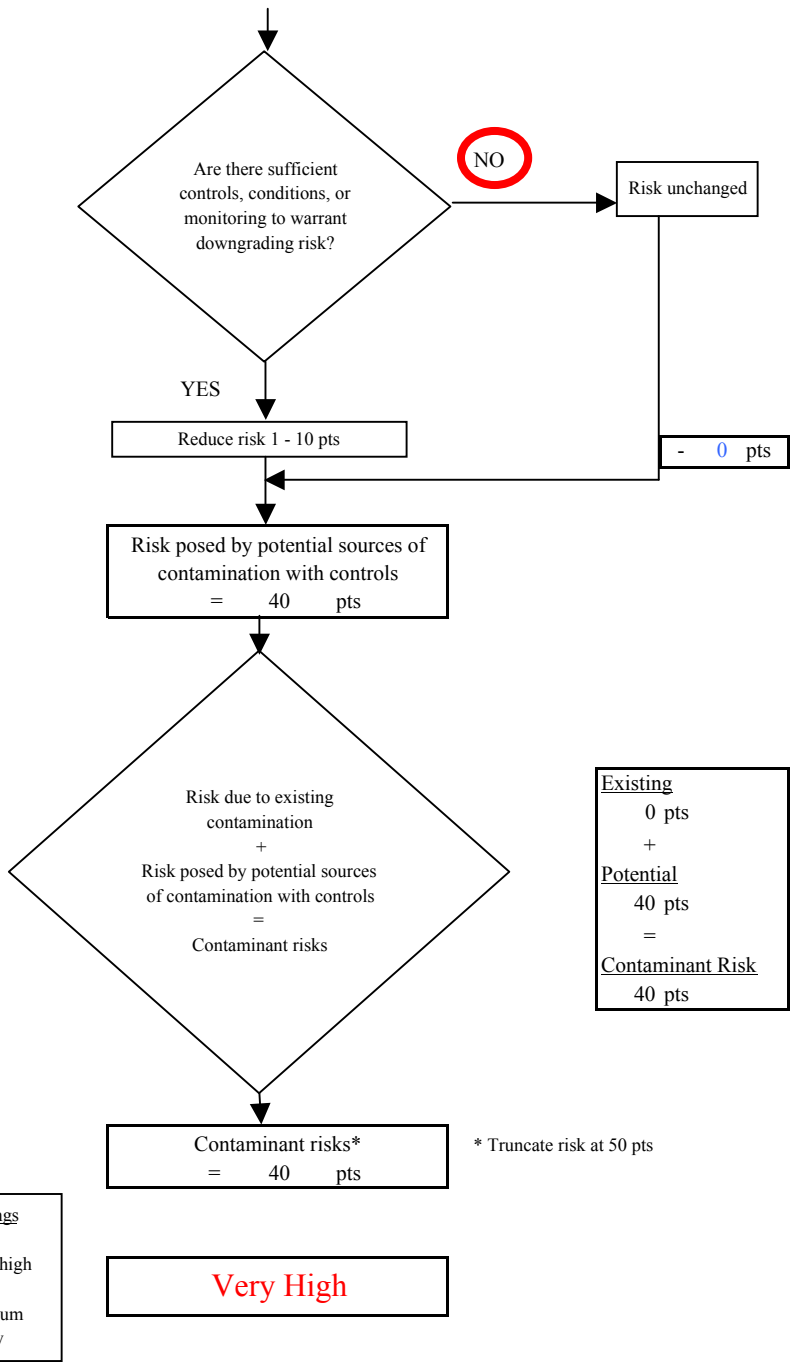 Are there sufficient
controls, conditions, or
monitoring to warrant
downgrading risk?
NO
Risk unchanged
YES
Reduce risk 1 - 10 pts
- 0 pts
Risk posed by potential sources of
contamination with controls
= 40 pts
Risk due to existing
contamination
+
Risk posed by potential sources
of contamination with controls
=
Contaminant risks
Existing
0 pts
+
Potential
40 pts
=
Contaminant Risk
40 pts
Contaminant risks*
= 40 pts
* Truncate risk at 50 pts
high
Very High